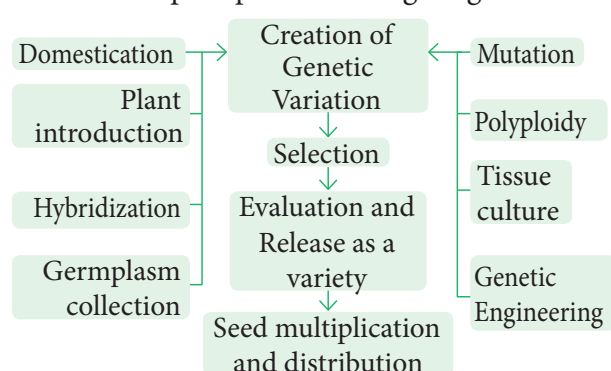 Domestication
Plant
introduction
Hybridization
Germplasm
collection
Creation of
Genetic
Variation
Selection
Evaluation and
Release as a
variety
Seed multiplication
and distribution
Mutation
Polyploidy
Tissue
culture
Genetic
Engineering